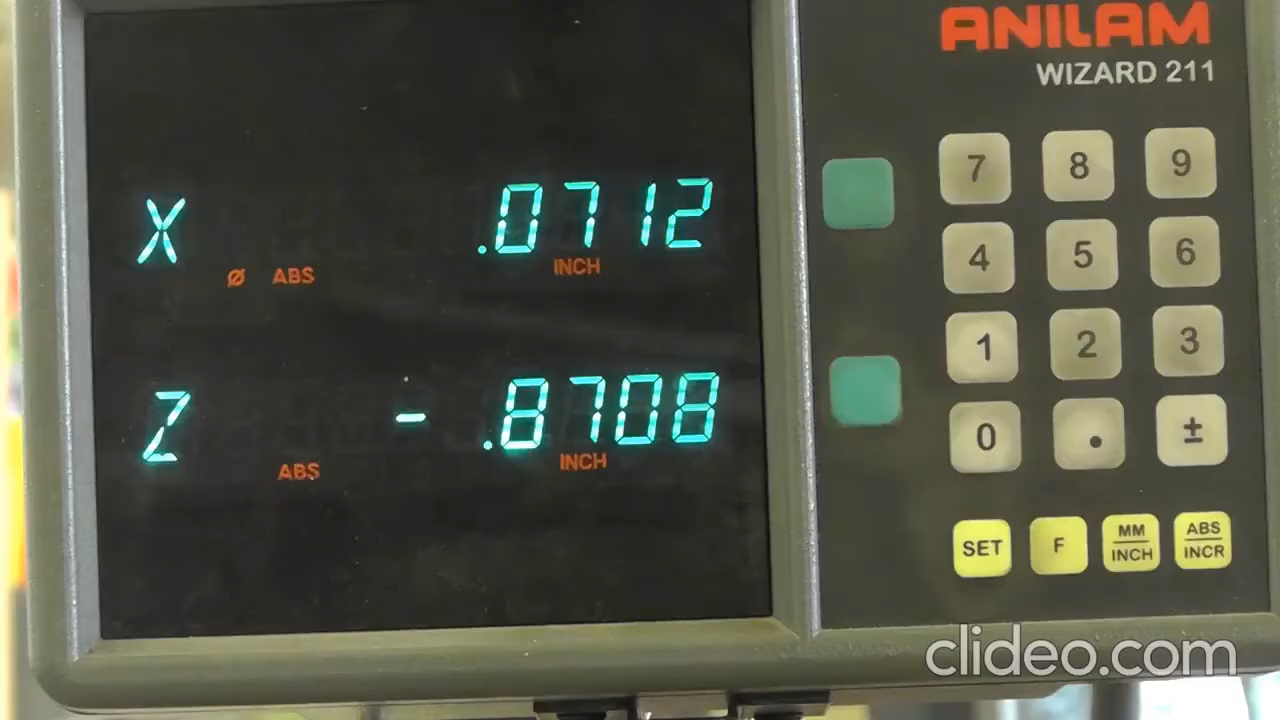 ANILAM
WIZARD 211
X .0712
Ø ABS INCH
Z - .8708
ABS INCH
7 8 9
4 5 6
1 2 3
0 . ±
SET F MM INCH ABS INCR
clideo.com